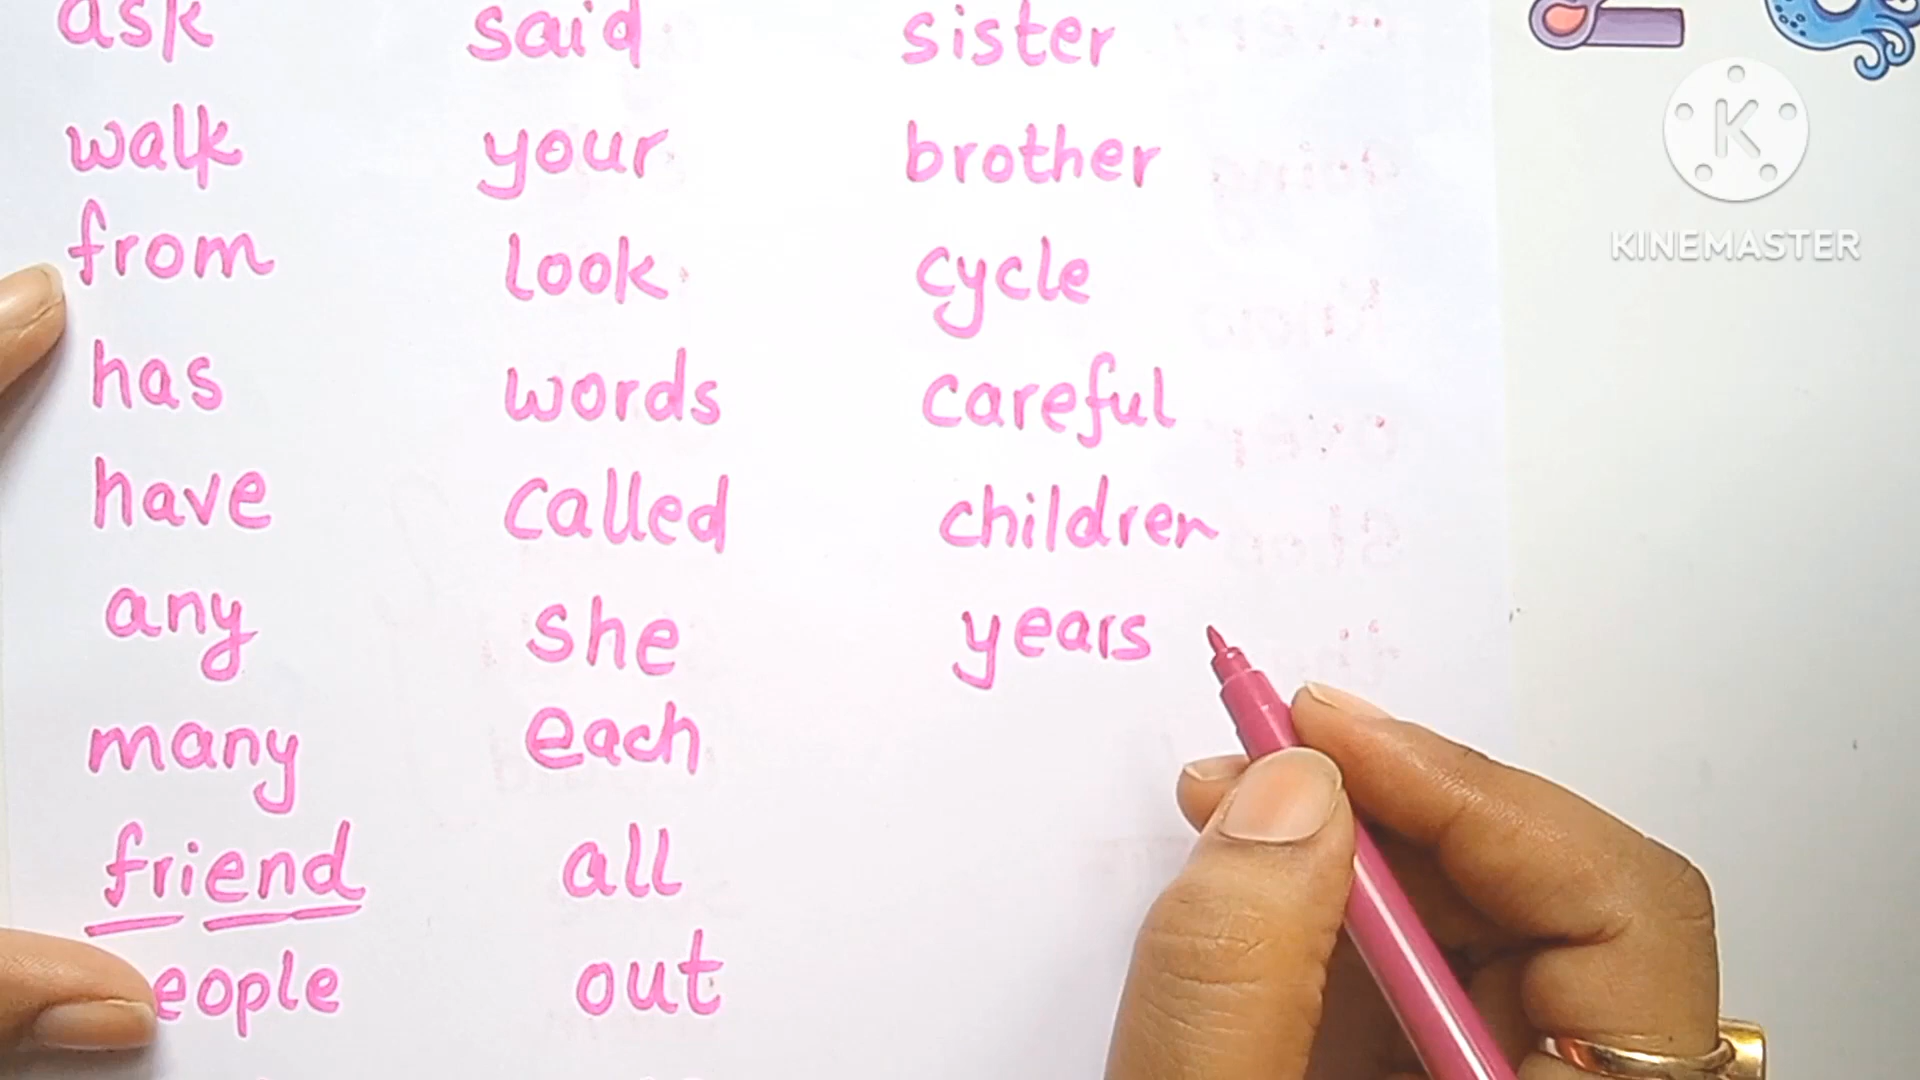 ask said sister
walk your brother
from look cycle
has words careful
have called children
any she years
many each
friend all
eople out
KINEMASTER